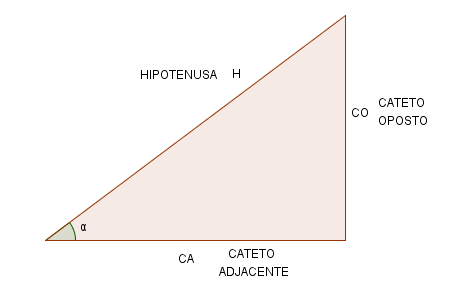 HIPOTENUSA H
CO CATETO
OPOSTO
α
CA CATETO
ADJACENTE